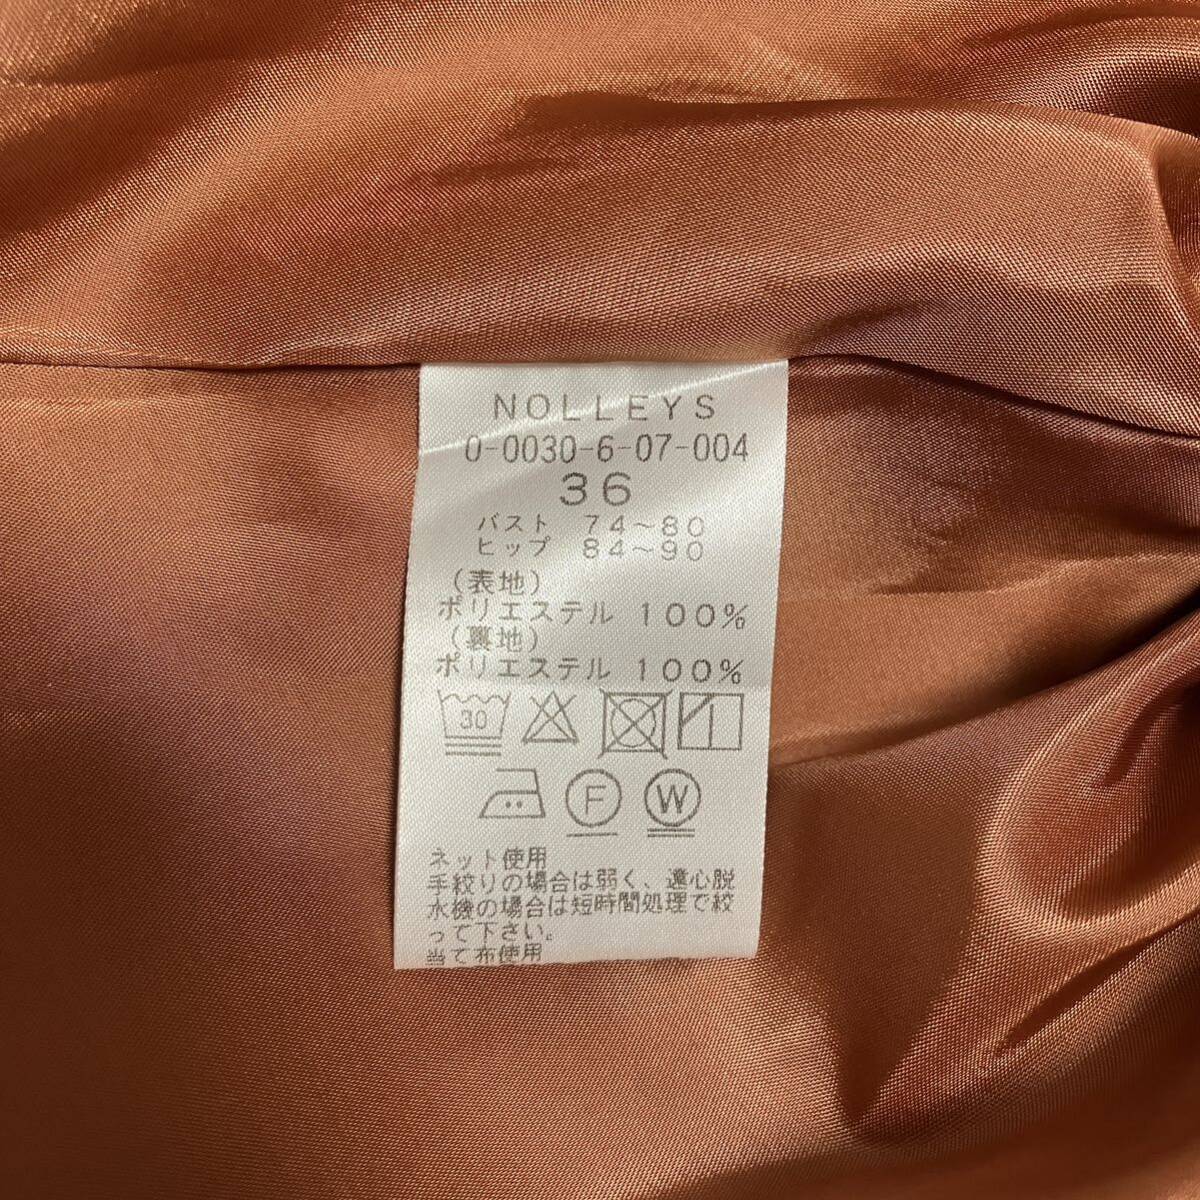 NOLLEYS
0-0030-6-07-004
36
バスト 74～80
ヒップ 84～90
(表地)
ポリエステル 100%
(裏地)
ポリエステル 100%
30
F W
ネット使用
手絞りの場合は弱く、遠心脱
水機の場合は短時間処理で絞
って下さい。
当て布使用